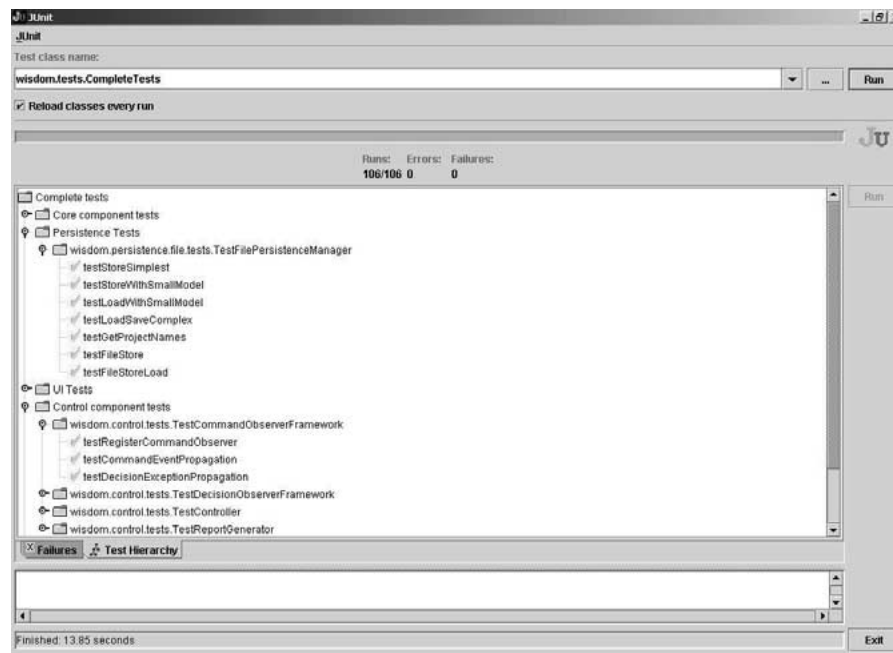 JUnit
JUnit
Test class name:
wisdom.tests.CompleteTests ... Run
Reload classes every run
JU
Runs: Errors: Failures:
106/106 0 0
Run
Complete tests
Core component tests
Persistence Tests
wisdom.persistence.file.tests.TestFilePersistenceManager
testStoreSimplest
testStoreWithSmallModel
testLoadWithSmallModel
testLoadSaveComplex
testGetProjectNames
testFileStore
testFileStoreLoad
UI Tests
Control component tests
wisdom.control.tests.TestCommandObserverFramework
testRegisterCommandObserver
testCommandEventPropagation
testDecisionExceptionPropagation
wisdom.control.tests.TestDecisionObserverFramework
wisdom.control.tests.TestController
wisdom.control.tests.TestReportGenerator
Failures Test Hierarchy
Finished: 13.85 seconds Exit